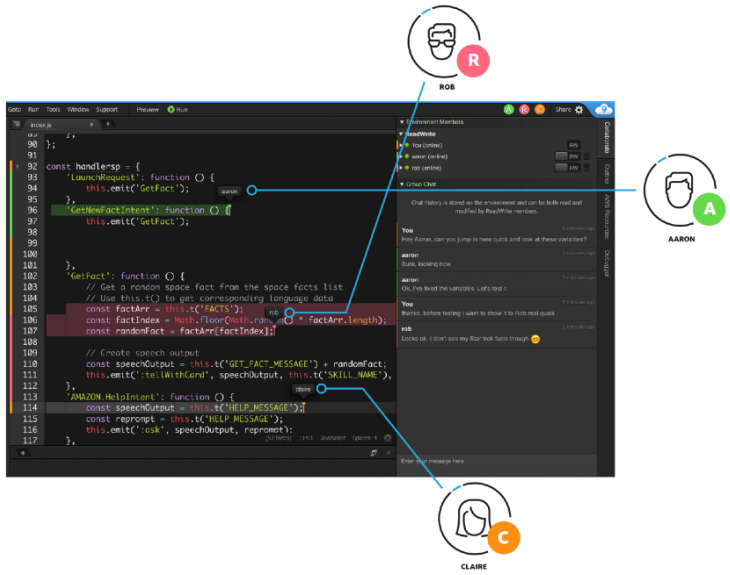 R
ROB
Goto Run Tools Window Support Preview Run
A R C Share
index.js
Environment Members
ReadWrite
You (online) RW
aaron (online) RW
rob (online) RW
Collaborate
Outline
AWS Resources
Debugger
89 },
90 };
91
92 const handlersp = {
93 'LaunchRequest': function () {
94 this.emit('GetFact');
95 },
aaron
96 'GetNewFactIntent': function () {
97 this.emit('GetFact');
98
99
100
101 },
102 'GetFact': function () {
103 // Get a random space fact from the space facts list
104 // Use this.t() to get corresponding language data
105 const factArr = this.t('FACTS');
rob
106 const factIndex = Math.floor(Math.random() * factArr.length);
107 const randomFact = factArr[factIndex];
108
109 // Create speech output
110 const speechOutput = this.t('GET_FACT_MESSAGE') + randomFact;
111 this.emit(':tellWithCard', speechOutput, this.t('SKILL_NAME'),
112 },
113 'AMAZON.HelpIntent': function () {
claire
114 const speechOutput = this.t('HELP_MESSAGE');
115 const reprompt = this.t('HELP_MESSAGE');
116 this.emit(':ask', speechOutput, reprompt);
117 },
JavaScript Spaces: 4
Group Chat
Chat history is stored on the environment and can be both read and
modified by ReadWrite members.
You
Hey Aaron, can you jump in here quick and look at these variables?
aaron
Sure, looking now
aaron
Ok, I've fixed the variables. Let's test it
You
thanks, before testing i want to show it to Rob real quick
rob
Looks ok. I don't see my Star trek facts though
Enter your message here
A
AARON
C
CLAIRE